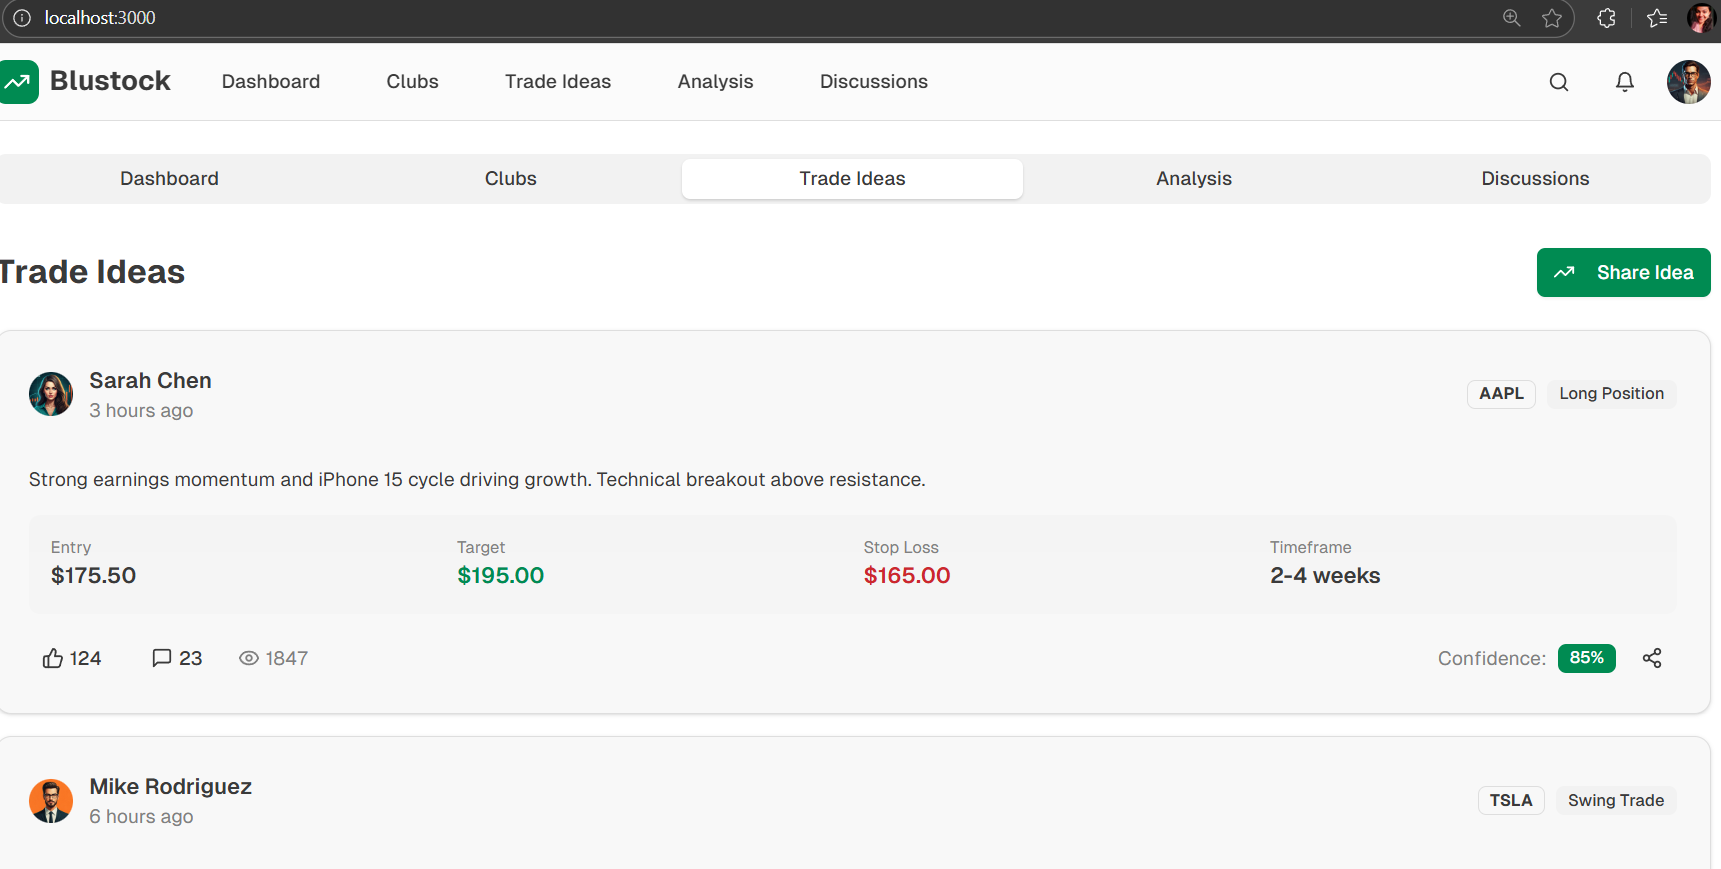 localhost:3000
Blustock Dashboard Clubs Trade Ideas Analysis Discussions
Dashboard Clubs Trade Ideas Analysis Discussions
Trade Ideas
Share Idea
Sarah Chen
3 hours ago
AAPL Long Position
Strong earnings momentum and iPhone 15 cycle driving growth. Technical breakout above resistance.
Entry Target Stop Loss Timeframe
$175.50 $195.00 $165.00 2-4 weeks
124 23 1847 Confidence: 85%
Mike Rodriguez
6 hours ago
TSLA Swing Trade